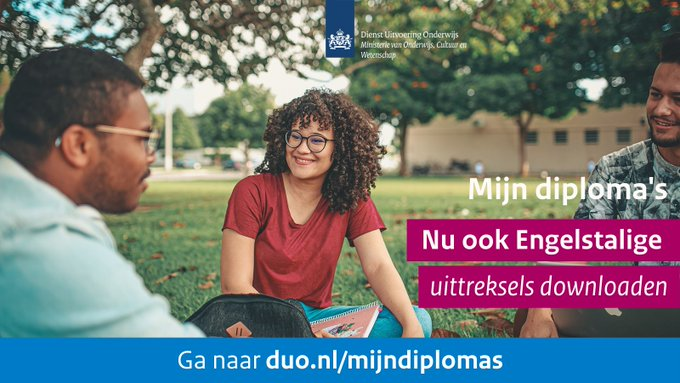 Dienst Uitvoering Onderwijs
Ministerie van Onderwijs, Cultuur en
Wetenschap
Mijn diploma's
Nu ook Engelstalige
uittreksels downloaden
Ga naar duo.nl/mijndiplomas